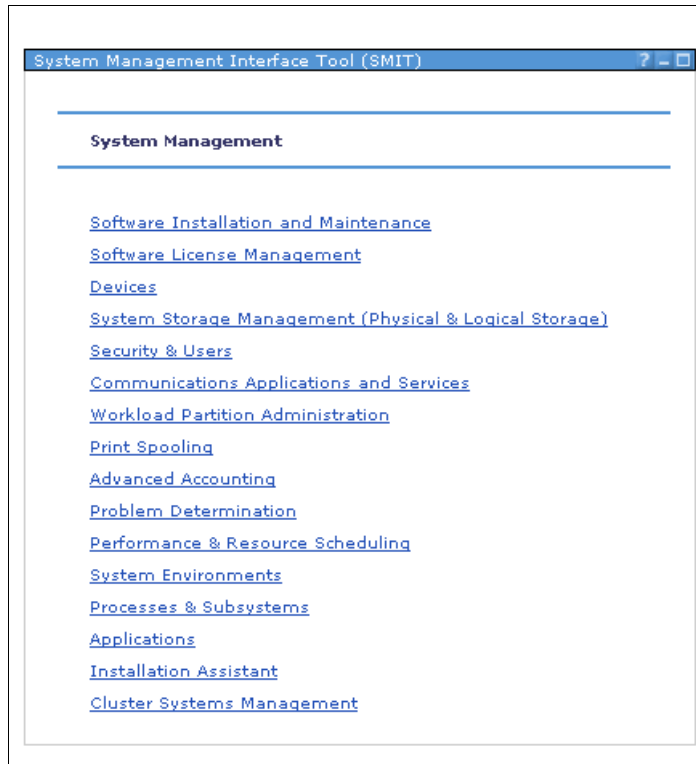 System Management Interface Tool (SMIT) ?
System Management
Software Installation and Maintenance
Software License Management
Devices
System Storage Management (Physical & Logical Storage)
Security & Users
Communications Applications and Services
Workload Partition Administration
Print Spooling
Advanced Accounting
Problem Determination
Performance & Resource Scheduling
System Environments
Processes & Subsystems
Applications
Installation Assistant
Cluster Systems Management